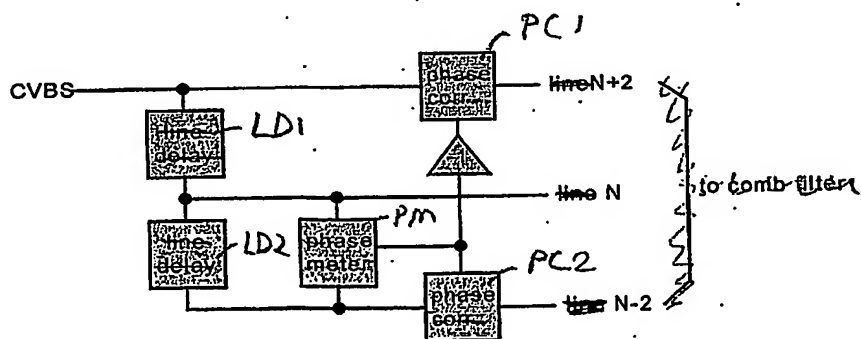 PC1
phase corr.
CVBS
line N+2
LD1
line delay
to comb filter
line N
PM
LD2
line delay
phase meter
PC2
phase corr.
line N-2